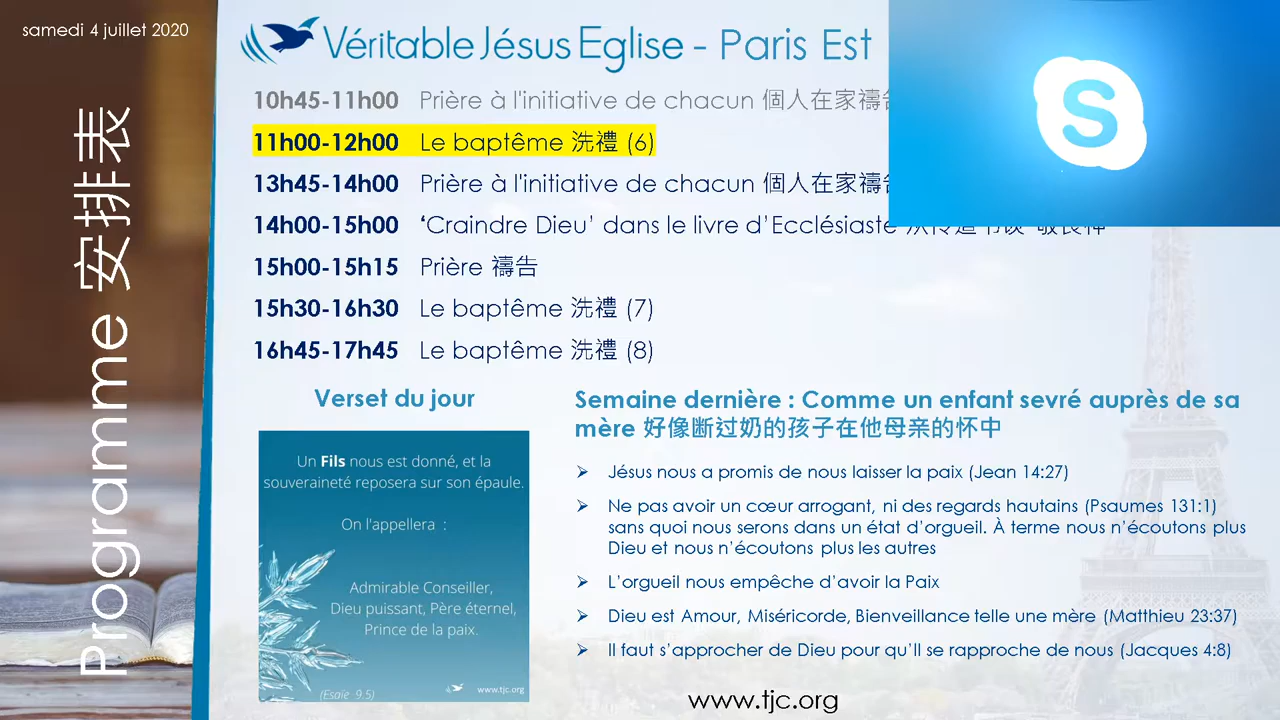 samedi 4 juillet 2020
Programme 安排表
Véritable Jésus Eglise - Paris Est
10h45-11h00 Prière à l'initiative de chacun 個人在家禱告
11h00-12h00 Le baptême 洗禮 (6)
13h45-14h00 Prière à l'initiative de chacun 個人在家禱告
14h00-15h00 ‘Craindre Dieu’ dans le livre d’Ecclésiaste
15h00-15h15 Prière 禱告
15h30-16h30 Le baptême 洗禮 (7)
16h45-17h45 Le baptême 洗禮 (8)
Verset du jour
Un Fils nous est donné, et la
souveraineté reposera sur son épaule.
On l'appellera :
Admirable Conseiller,
Dieu puissant, Père éternel,
Prince de la paix.
(Esaïe 9.5)
www.tjc.org
Semaine dernière : Comme un enfant sevré auprès de sa
mère 好像断过奶的孩子在他母亲的怀中
➢ Jésus nous a promis de nous laisser la paix (Jean 14:27)
➢ Ne pas avoir un cœur arrogant, ni des regards hautains (Psaumes 131:1)
sans quoi nous serons dans un état d’orgueil. À terme nous n’écoutons plus
Dieu et nous n’écoutons plus les autres
➢ L’orgueil nous empêche d’avoir la Paix
➢ Dieu est Amour, Miséricorde, Bienveillance telle une mère (Matthieu 23:37)
➢ Il faut s’approcher de Dieu pour qu’Il se rapproche de nous (Jacques 4:8)
www.tjc.org
S